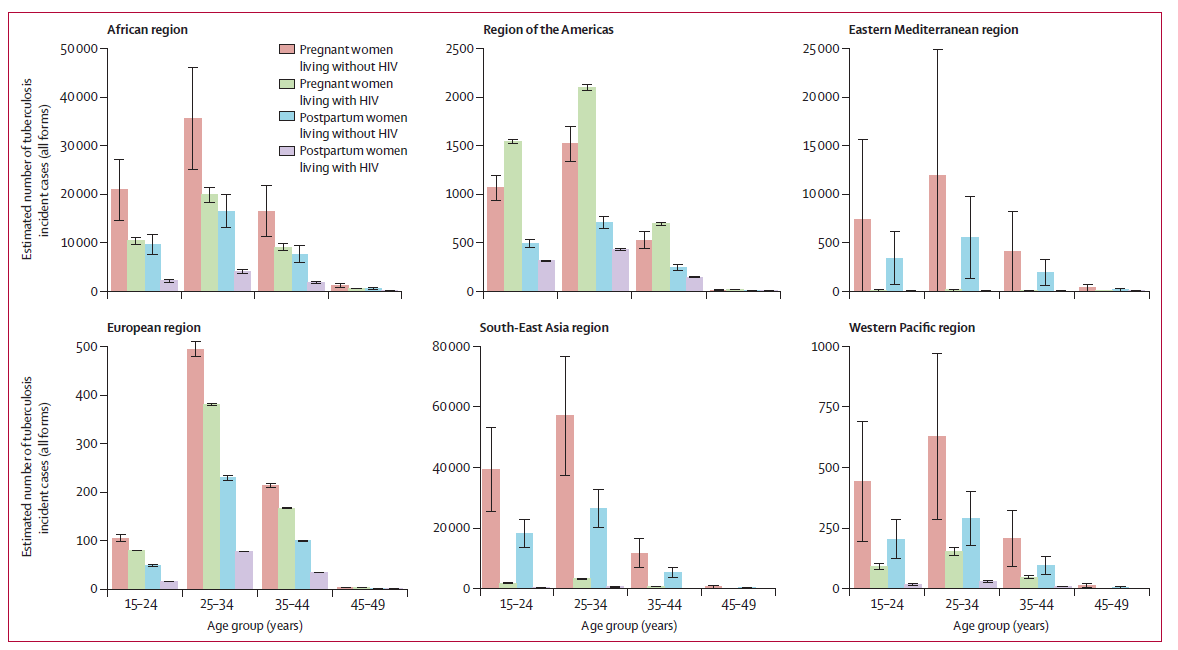 African region
Region of the Americas
Eastern Mediterranean region
Estimated number of tuberculosis
incident cases (all forms)
50000
40000
30000
20000
10000
0
Pregnant women
living without HIV
Pregnant women
living with HIV
Postpartum women
living without HIV
Postpartum women
living with HIV
2500
2000
1500
1000
500
0
25000
20000
15000
10000
500
0
European region
South-East Asia region
Western Pacific region
Estimated number of tuberculosis
incident cases (all forms)
500
400
300
200
100
0
15–24 25–34 35–44 45–49
Age group (years)
80000
60000
40000
20000
0
15–24 25–34 35–44 45–49
Age group (years)
1000
750
500
250
0
15–24 25–34 35–44 45–49
Age group (years)